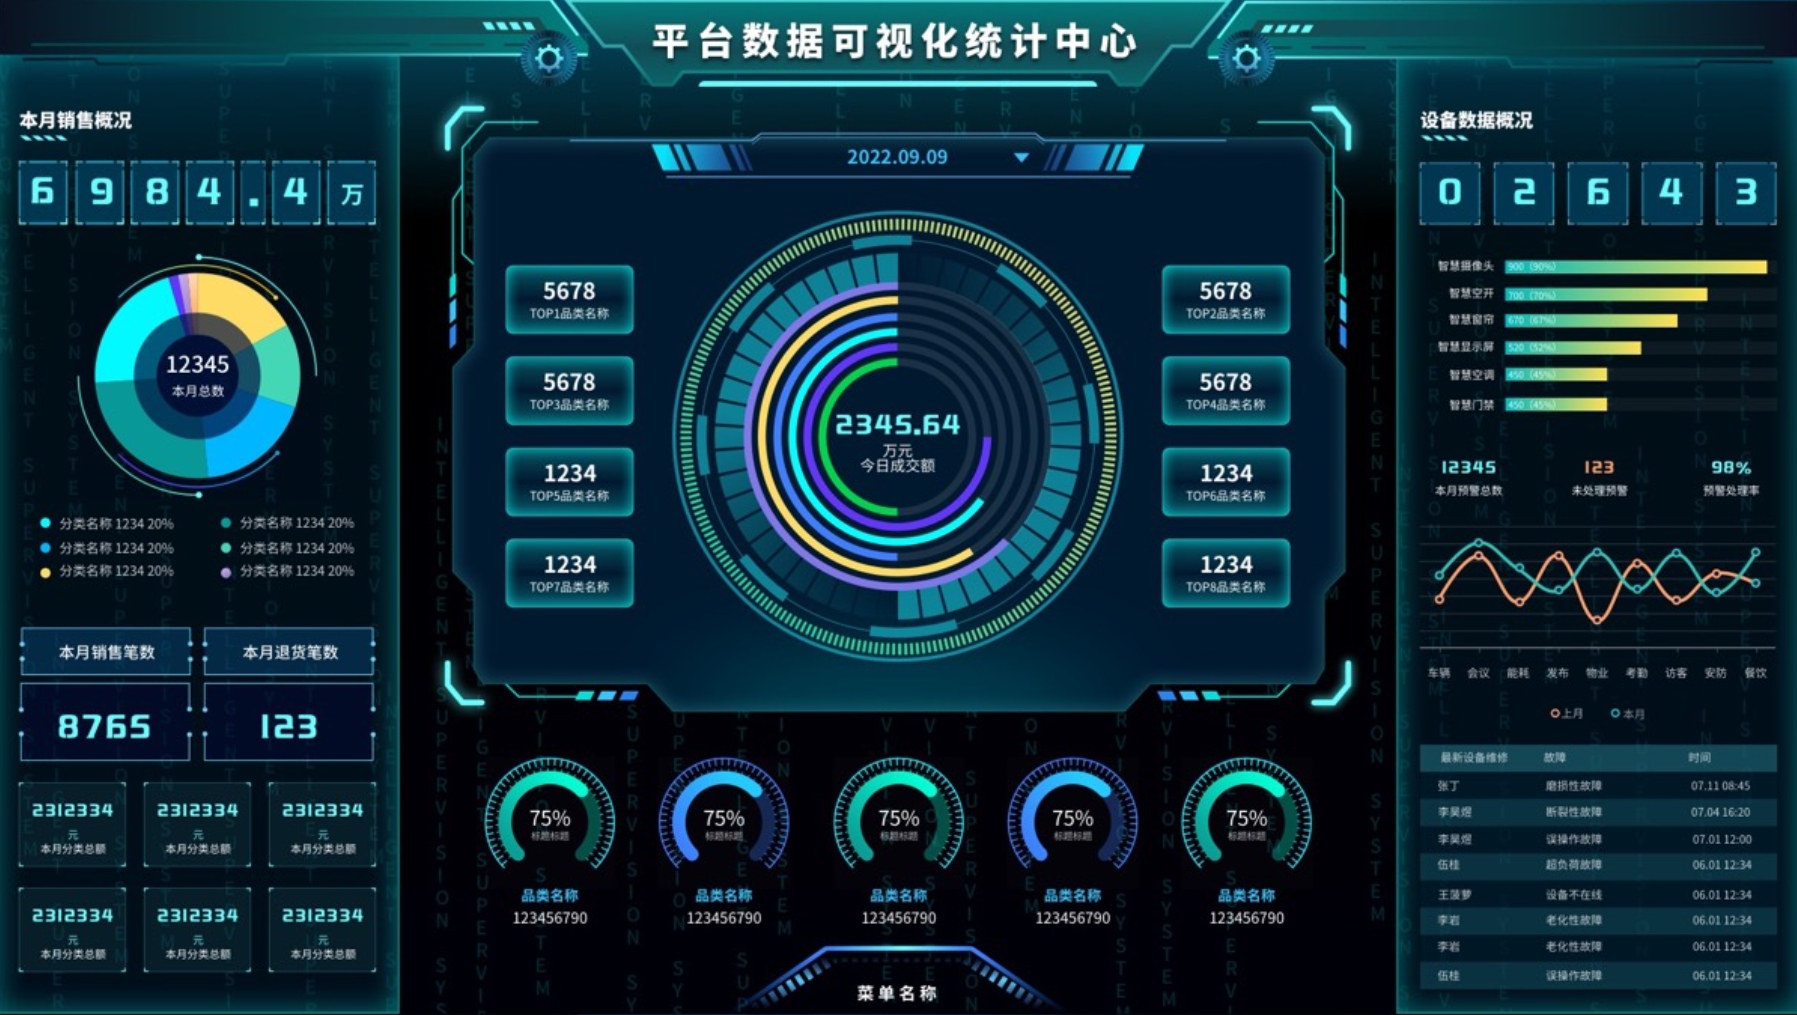 平台数据可视化统计中心
本月销售概况
6984.4万
12345
本月总数
分类名称 1234 20%
分类名称 1234 20%
分类名称 1234 20%
分类名称 1234 20%
分类名称 1234 20%
分类名称 1234 20%
本月销售笔数
本月退货笔数
8765
123
2312334
元
本月分类总额
2312334
元
本月分类总额
2312334
元
本月分类总额
2312334
元
本月分类总额
2312334
元
本月分类总额
2312334
元
本月分类总额
2022.09.09
5678
TOP1品类名称
5678
TOP2品类名称
5678
TOP3品类名称
5678
TOP4品类名称
1234
TOP5品类名称
1234
TOP6品类名称
1234
TOP7品类名称
1234
TOP8品类名称
2345.64
万元
今日成交额
75%
标题标题
品类名称
123456790
75%
标题标题
品类名称
123456790
75%
标题标题
品类名称
123456790
75%
标题标题
品类名称
123456790
75%
标题标题
品类名称
123456790
菜单名称
设备数据概况
02643
智慧摄像头 900（90%）
智慧空开 700（70%）
智慧窗帘 670（67%）
智慧显示屏 520（52%）
智慧空调 450（45%）
智慧门禁 450（45%）
12345
本月预警总数
123
未处理预警
98%
预警处理率
车辆 会议 能耗 发布 物业 考勤 访客 安防 餐饮
上月 本月
最新设备维修 故障 时间
张丁 磨损性故障 07.11 08:45
李昊煜 断裂性故障 07.04 16:20
李昊煜 误操作故障 07.01 12:00
伍桂 超负荷故障 06.01 12:34
王菠萝 设备不在线 06.01 12:34
李岩 老化性故障 06.01 12:34
李岩 老化性故障 06.01 12:34
伍桂 误操作故障 06.01 12:34